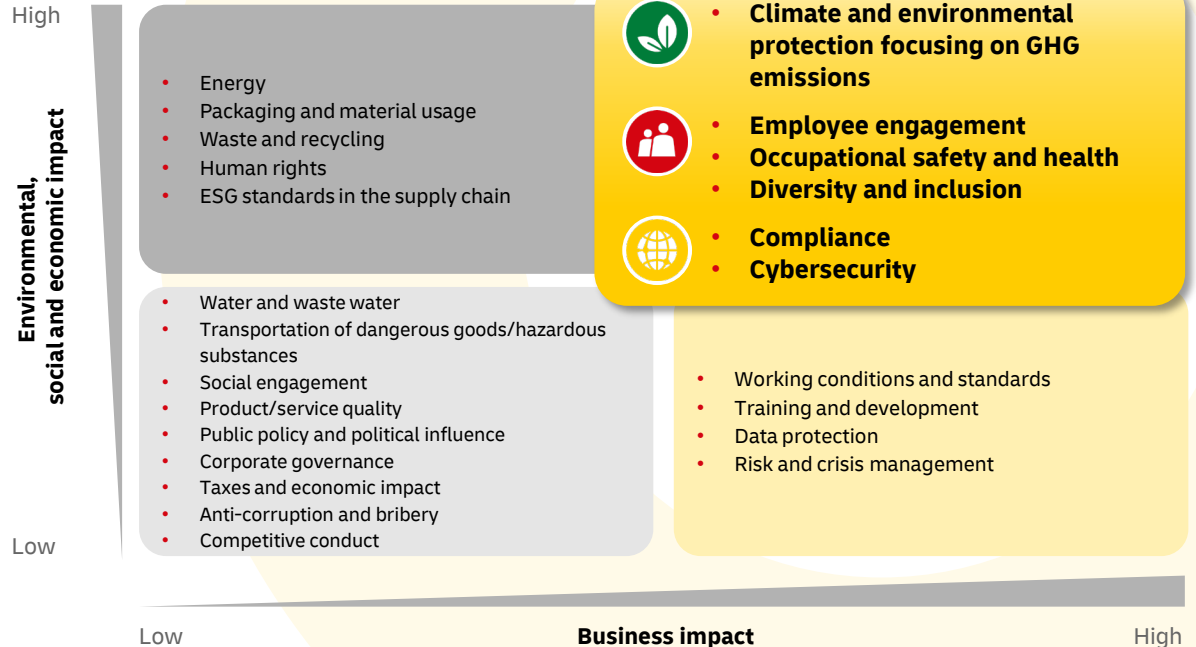 High
Environmental,
social and economic impact
Low
• Energy
• Packaging and material usage
• Waste and recycling
• Human rights
• ESG standards in the supply chain
• Climate and environmental
protection focusing on GHG
emissions
• Employee engagement
• Occupational safety and health
• Diversity and inclusion
• Compliance
• Cybersecurity
• Water and waste water
• Transportation of dangerous goods/hazardous
substances
• Social engagement
• Product/service quality
• Public policy and political influence
• Corporate governance
• Taxes and economic impact
• Anti-corruption and bribery
• Competitive conduct
• Working conditions and standards
• Training and development
• Data protection
• Risk and crisis management
Low
Business impact
High